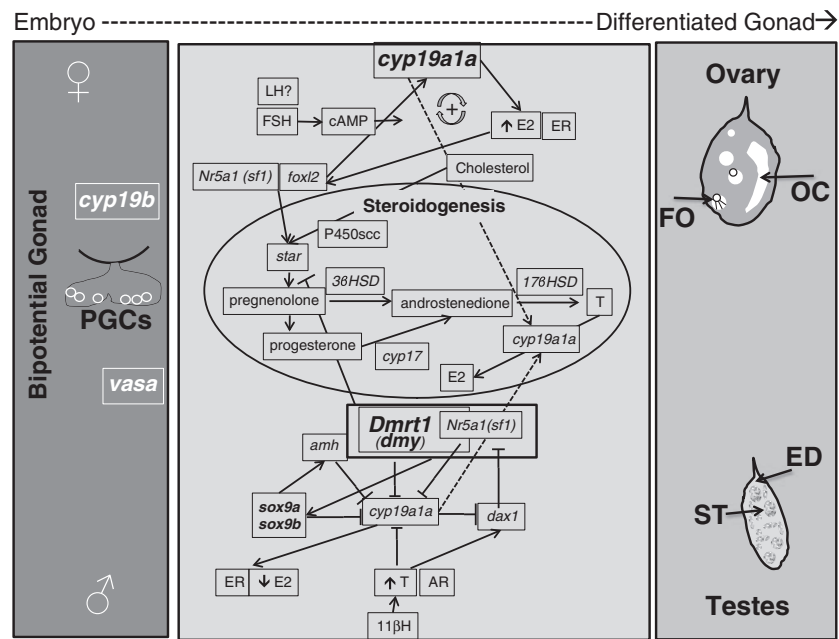 Embryo
Differentiated Gonad
♀
Bipotential Gonad
cyp19b
PGCs
vasa
♂
cyp19a1a
LH?
FSH
cAMP
+
E2
ER
Nr5a1 (sf1)
foxl2
Cholesterol
Steroidogenesis
P450scc
star
3ϐHSD
17ϐHSD
pregnenolone
androstenedione
T
progesterone
cyp17
cyp19a1a
E2
Dmrt1
(dmy)
Nr5a1(sf1)
amh
sox9a
sox9b
cyp19a1a
dax1
ER
E2
T
AR
11βH
Ovary
FO
OC
ED
ST
Testes